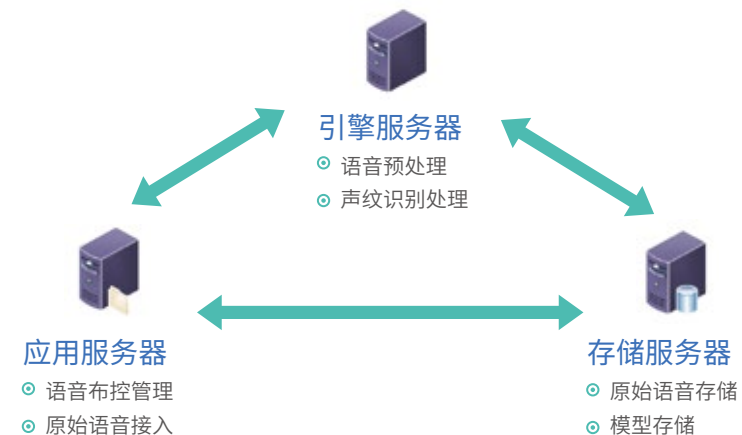 引擎服务器
语音预处理
声纹识别处理
应用服务器
语音布控管理
原始语音接入
存储服务器
原始语音存储
模型存储